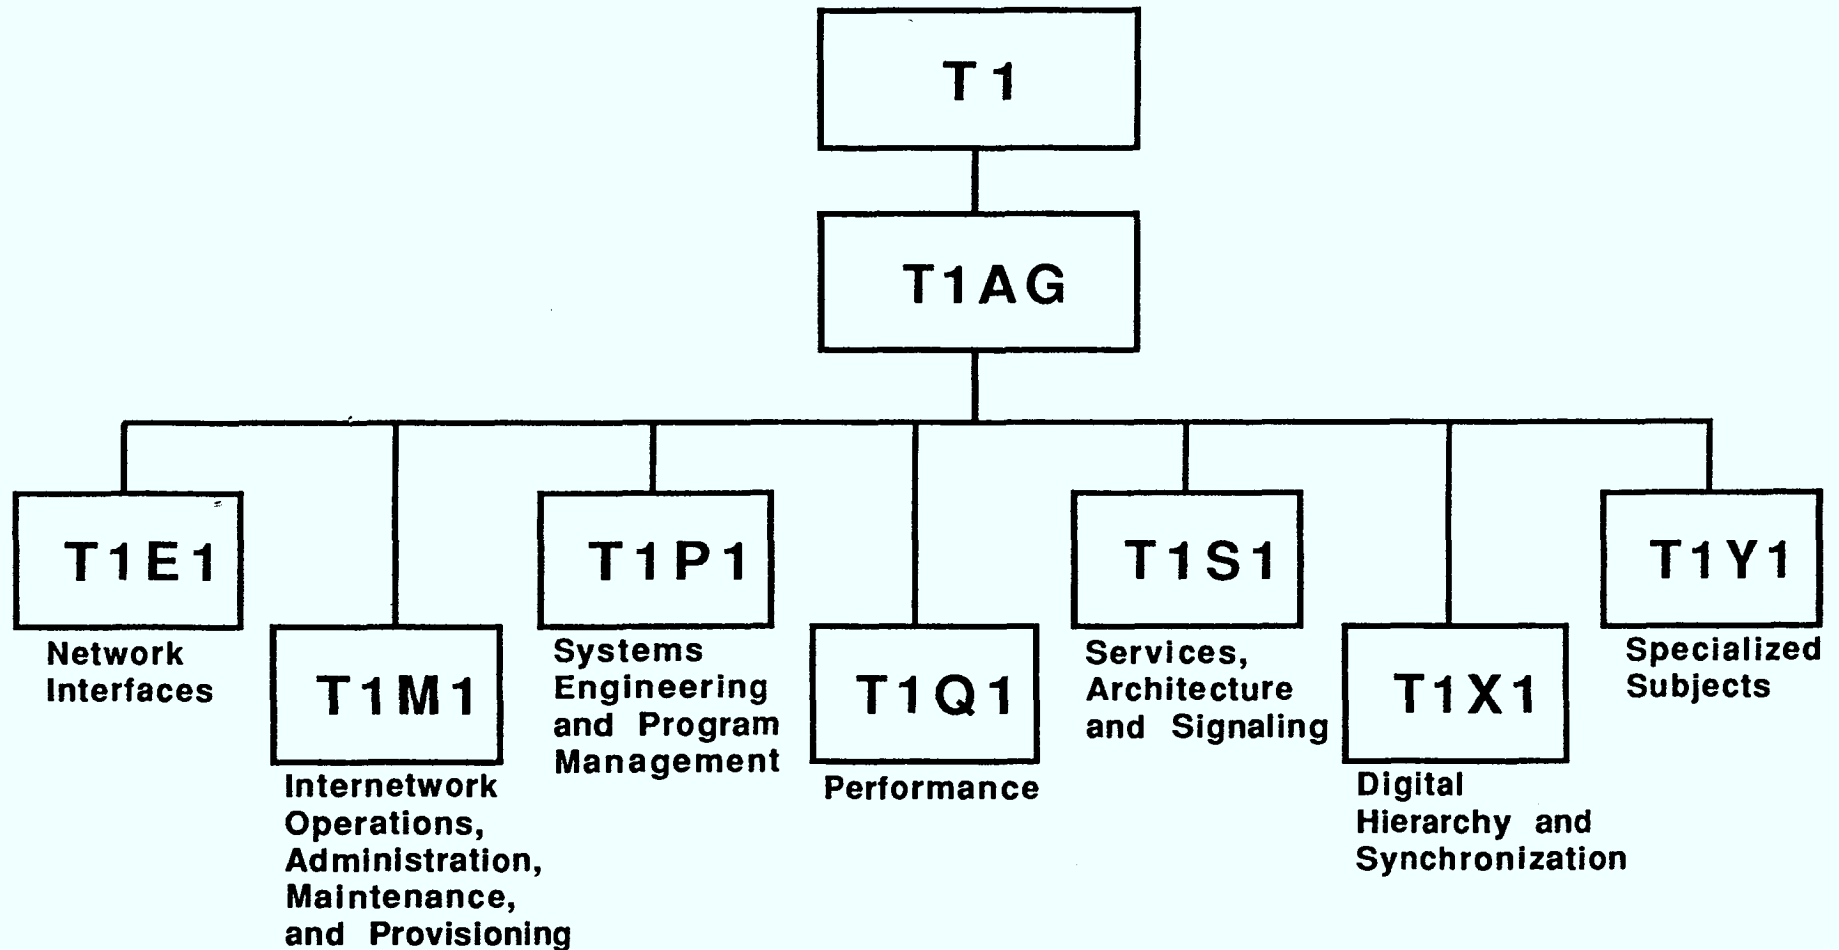 T1
T1AG
T1E1
Network
Interfaces
T1M1
Internetwork
Operations,
Administration,
Maintenance,
and Provisioning
T1P1
Systems
Engineering
and Program
Management
T1Q1
Performance
T1S1
Services,
Architecture
and Signaling
T1X1
Digital
Hierarchy and
Synchronization
T1Y1
Specialized
Subjects